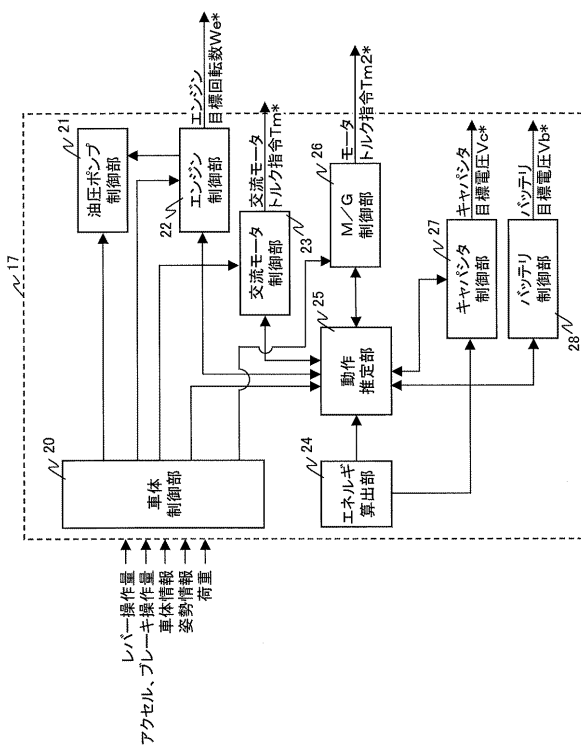 17
レバー操作量
アクセル、ブレーキ操作量
車体情報
姿勢情報
荷重
20
車体
制御部
21
油圧ポンプ
制御部
22
エンジン
制御部
エンジン
目標回転数We*
23
交流モータ
制御部
交流モータ
トルク指令Tm*
24
エネルギ
算出部
25
動作
推定部
26
M/G
制御部
モータ
トルク指令Tm2*
27
キャパシタ
制御部
キャパシタ
目標電圧Vc*
28
バッテリ
制御部
バッテリ
目標電圧Vb*